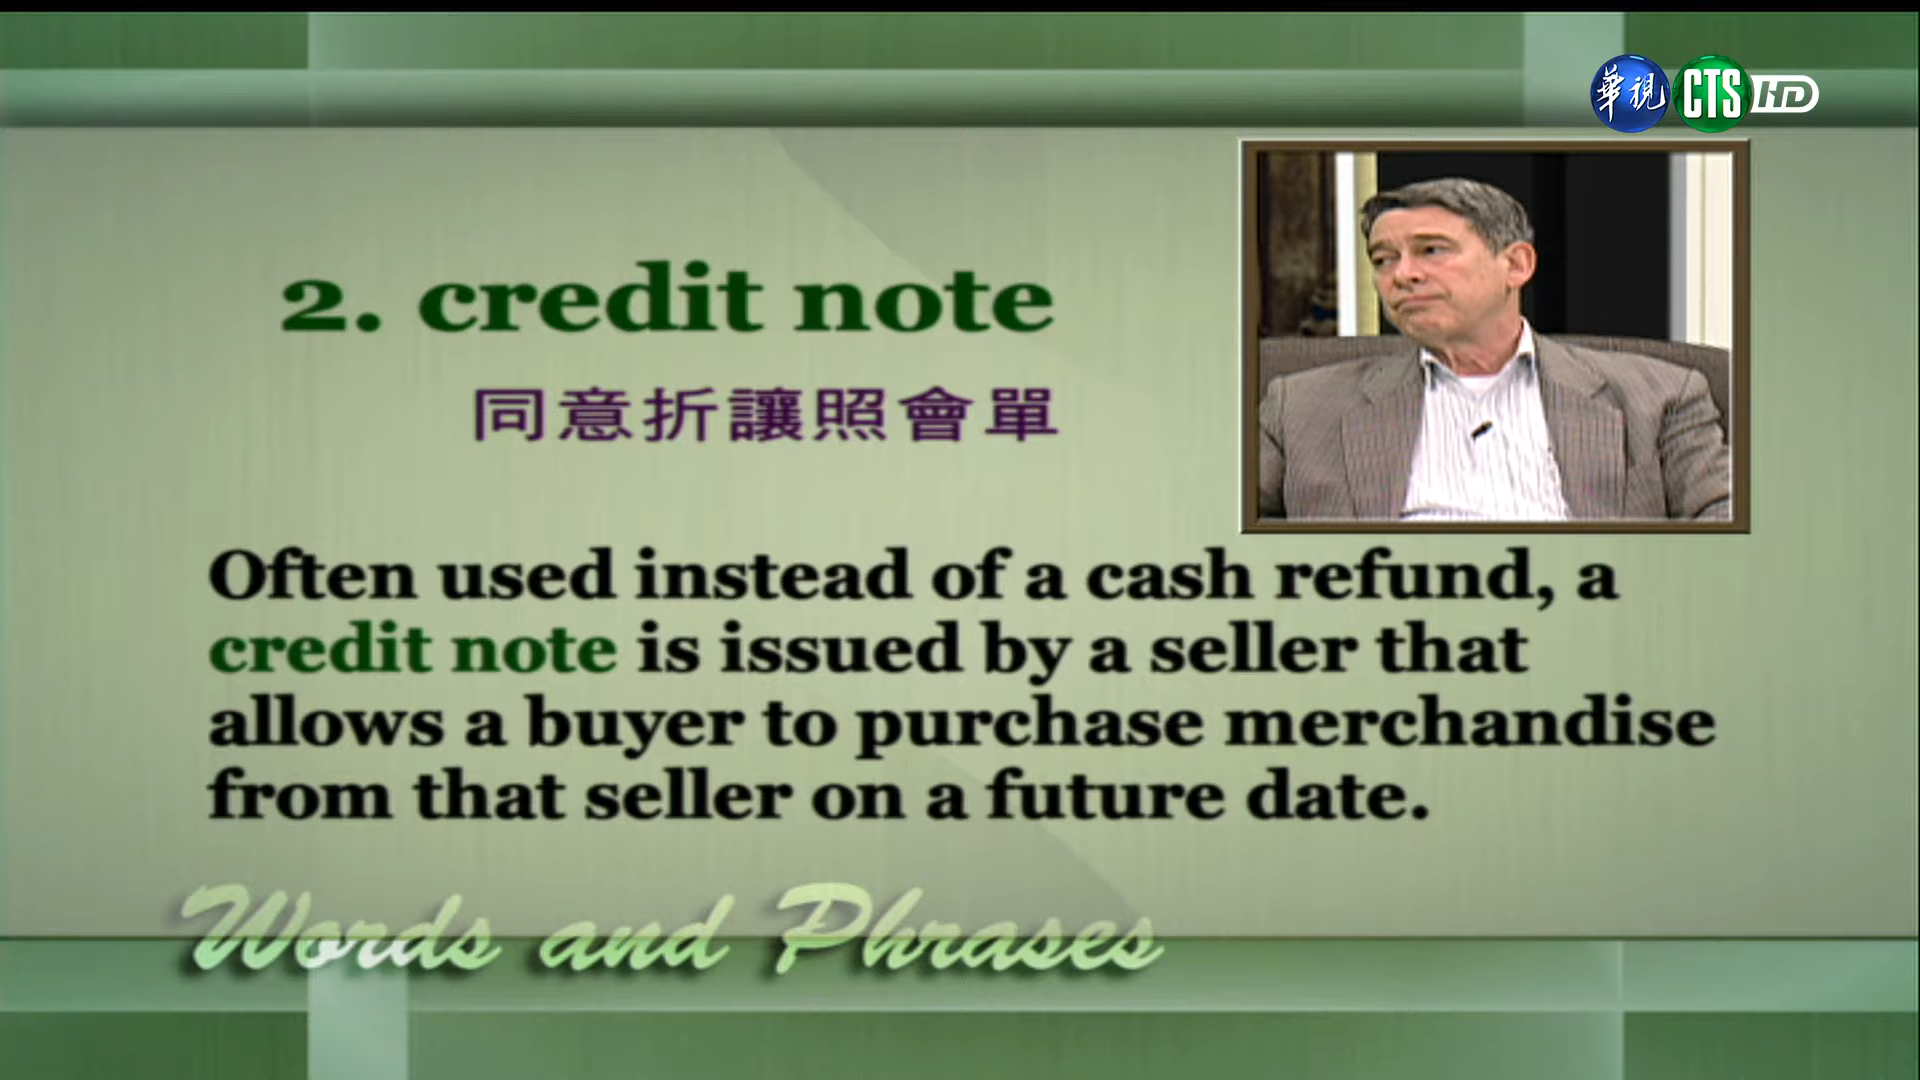 華視 CTS HD
2. credit note
同意折讓照會單
Often used instead of a cash refund, a
credit note is issued by a seller that
allows a buyer to purchase merchandise
from that seller on a future date.
Words and Phrases